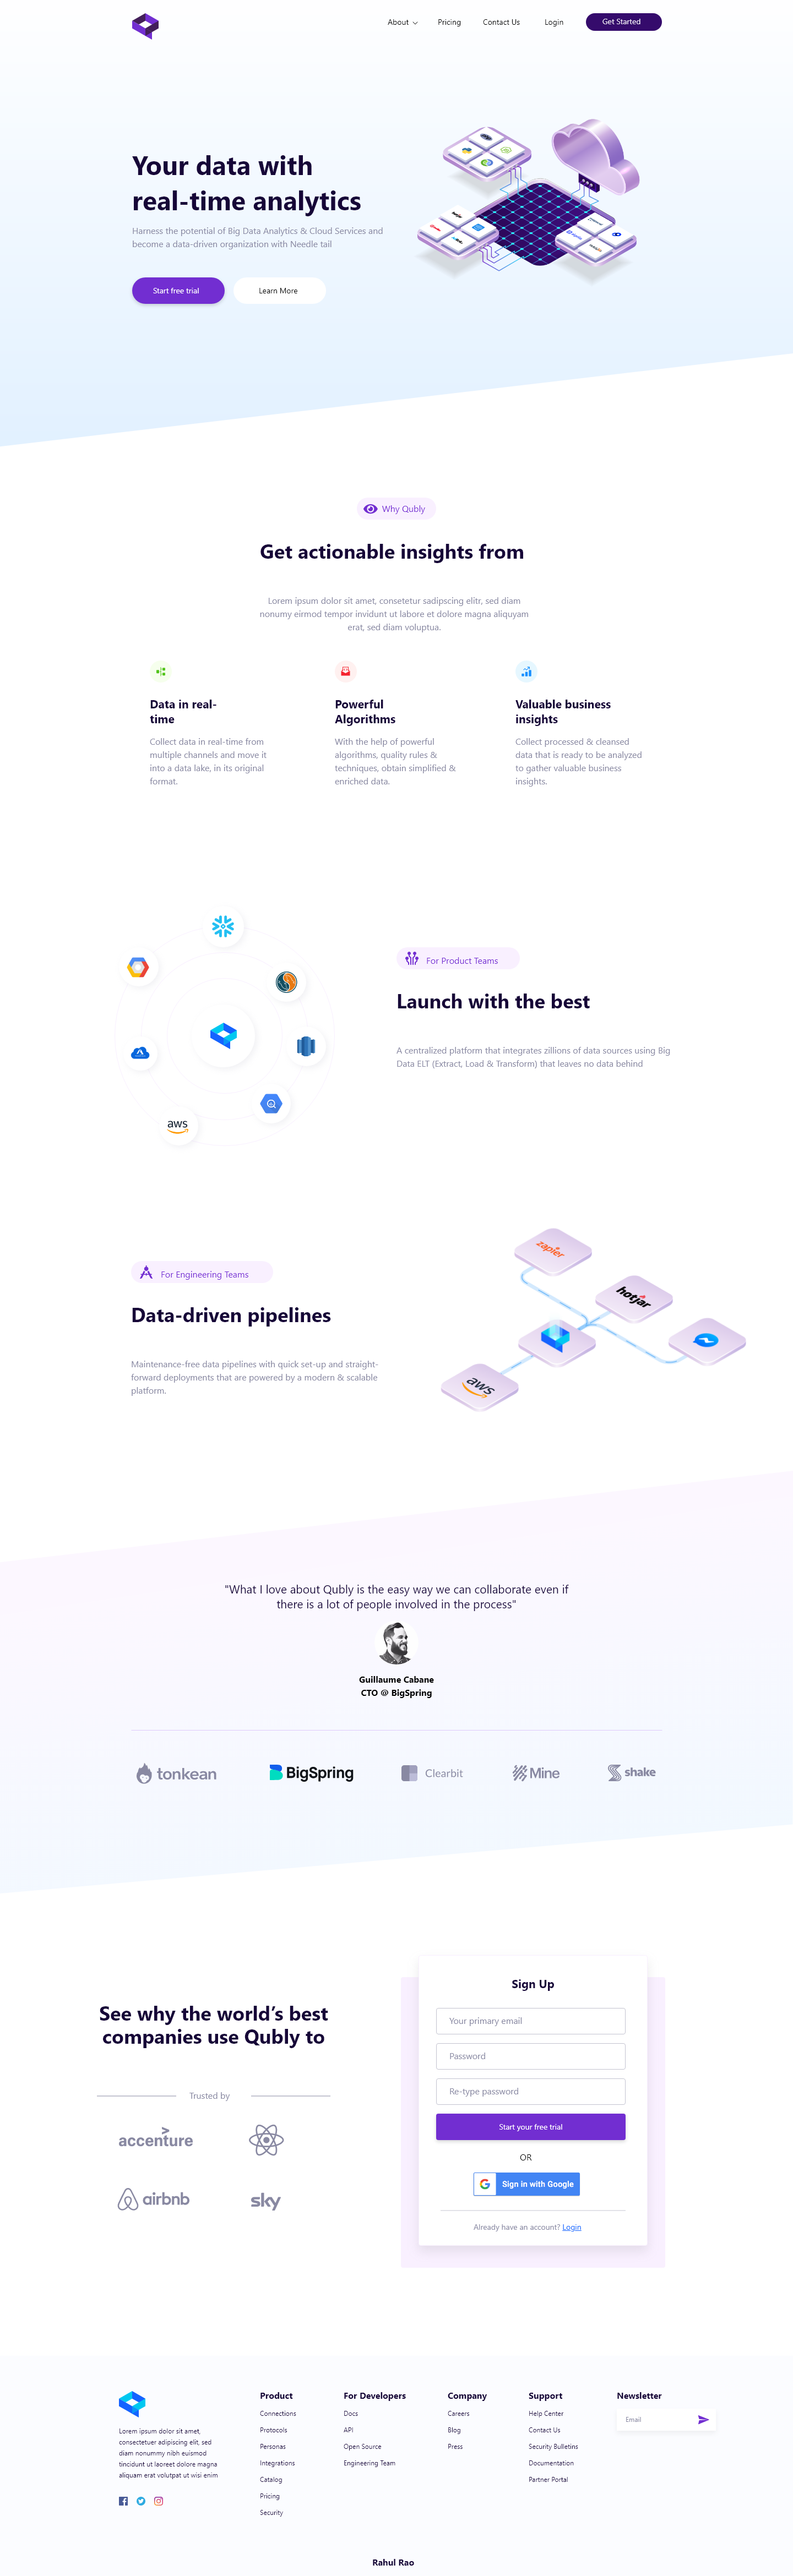 About
Pricing
Contact Us
Login
Get Started
Your data with
real-time analytics
Harness the potential of Big Data Analytics & Cloud Services and
become a data-driven organization with Needle tail
Start free trial
Learn More
Why Qubly
Get actionable insights from
Lorem ipsum dolor sit amet, consetetur sadipscing elitr, sed diam
nonumy eirmod tempor invidunt ut labore et dolore magna aliquyam
erat, sed diam voluptua.
Data in real-
time
Collect data in real-time from
multiple channels and move it
into a data lake, in its original
format.
Powerful
Algorithms
With the help of powerful
algorithms, quality rules &
techniques, obtain simplified &
enriched data.
Valuable business
insights
Collect processed & cleansed
data that is ready to be analyzed
to gather valuable business
insights.
aws
For Product Teams
Launch with the best
A centralized platform that integrates zillions of data sources using Big
Data ELT (Extract, Load & Transform) that leaves no data behind
For Engineering Teams
Data-driven pipelines
Maintenance-free data pipelines with quick set-up and straight-
forward deployments that are powered by a modern & scalable
platform.
zapier
hotjar
aws
"What I love about Qubly is the easy way we can collaborate even if
there is a lot of people involved in the process"
Guillaume Cabane
CTO @ BigSpring
tonkean
BigSpring
Clearbit
Mine
shake
See why the world’s best
companies use Qubly to
Trusted by
accenture
airbnb
sky
Sign Up
Your primary email
Password
Re-type password
Start your free trial
OR
Sign in with Google
Already have an account? Login
Lorem ipsum dolor sit amet,
consectetuer adipiscing elit, sed
diam nonummy nibh euismod
tincidunt ut laoreet dolore magna
aliquam erat volutpat ut wisi enim
Product
Connections
Protocols
Personas
Integrations
Catalog
Pricing
Security
For Developers
Docs
API
Open Source
Engineering Team
Company
Careers
Blog
Press
Support
Help Center
Contact Us
Security Bulletins
Documentation
Partner Portal
Newsletter
Email
Rahul Rao